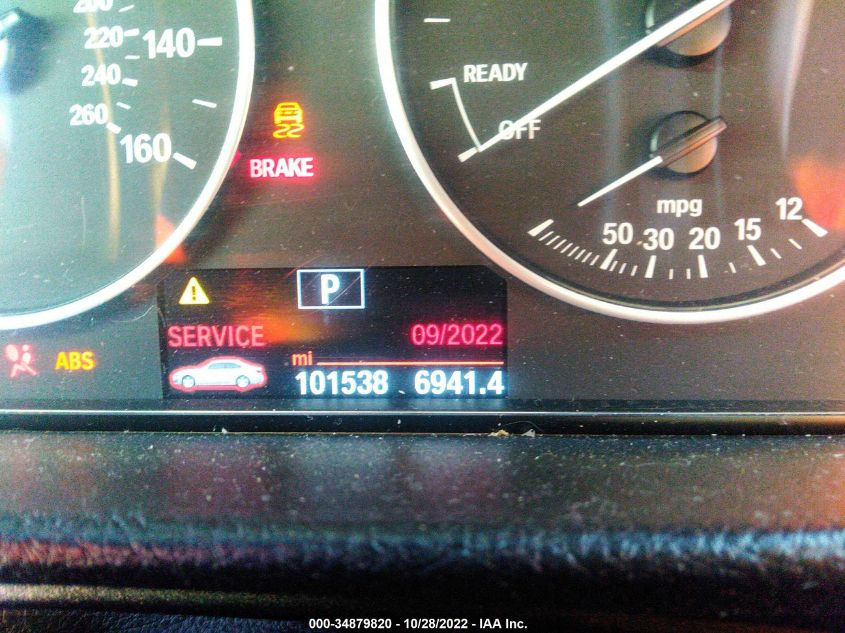 200
220
140
240
260
160
BRAKE
READY
OFF
mpg
50 30 20 15 12
P
SERVICE 09/2022
mi
ABS
101538 6941.4
000-34879820 - 10/28/2022 - IAA Inc.